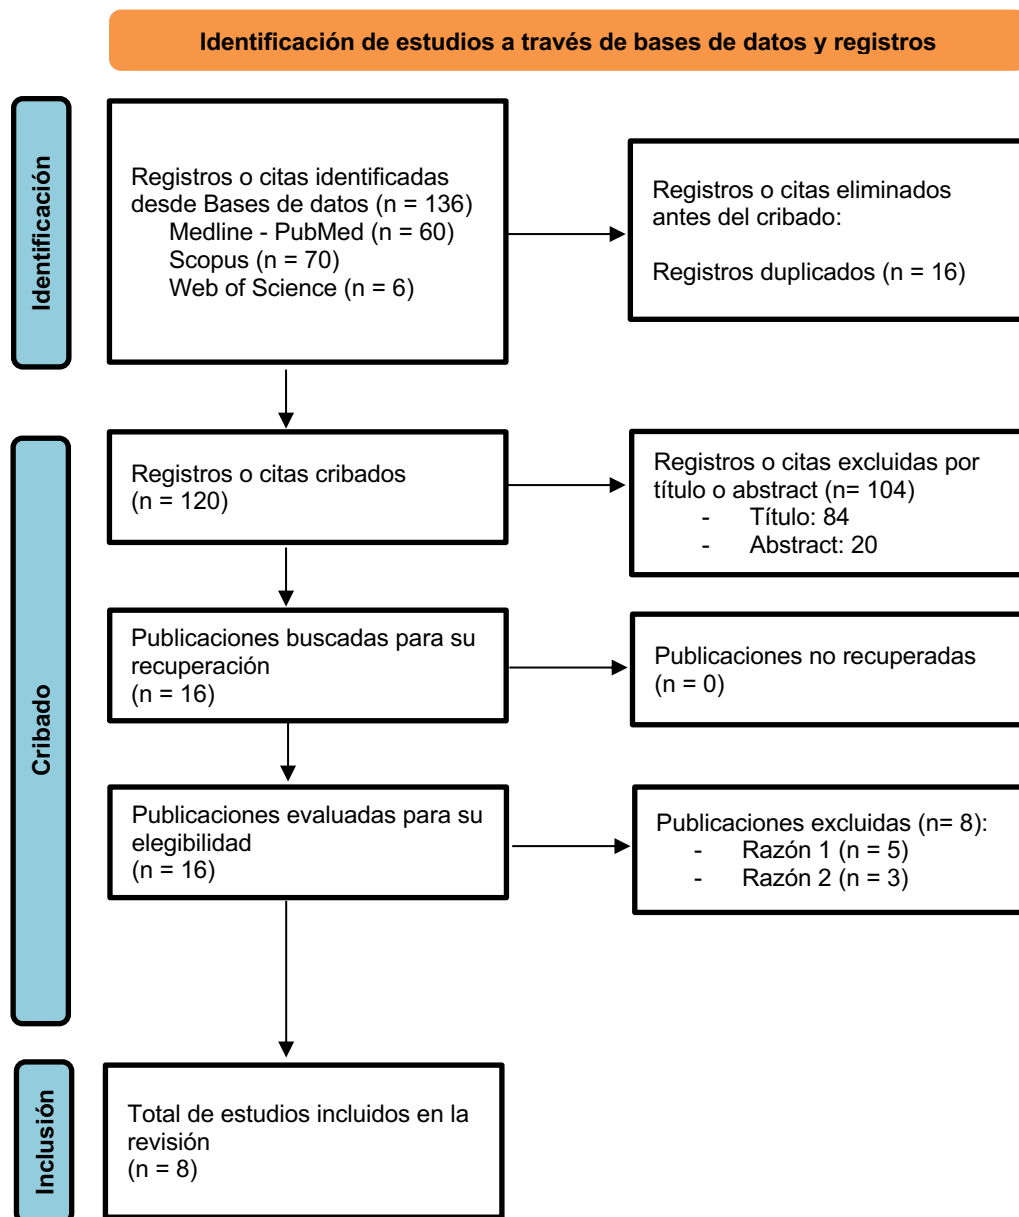 Identificación de estudios a través de bases de datos y registros
Identificación
Registros o citas identificadas
desde Bases de datos (n = 136)
Medline - PubMed (n = 60)
Scopus (n = 70)
Web of Science (n = 6)
Registros o citas eliminados
antes del cribado:
Registros duplicados (n = 16)
Cribado
Registros o citas cribados
(n = 120)
Registros o citas excluidas por
título o abstract (n= 104)
- Título: 84
- Abstract: 20
Publicaciones buscadas para su
recuperación
(n = 16)
Publicaciones no recuperadas
(n = 0)
Publicaciones evaluadas para su
elegibilidad
(n = 16)
Publicaciones excluidas (n= 8):
- Razón 1 (n = 5)
- Razón 2 (n = 3)
Inclusión
Total de estudios incluidos en la
revisión
(n = 8)